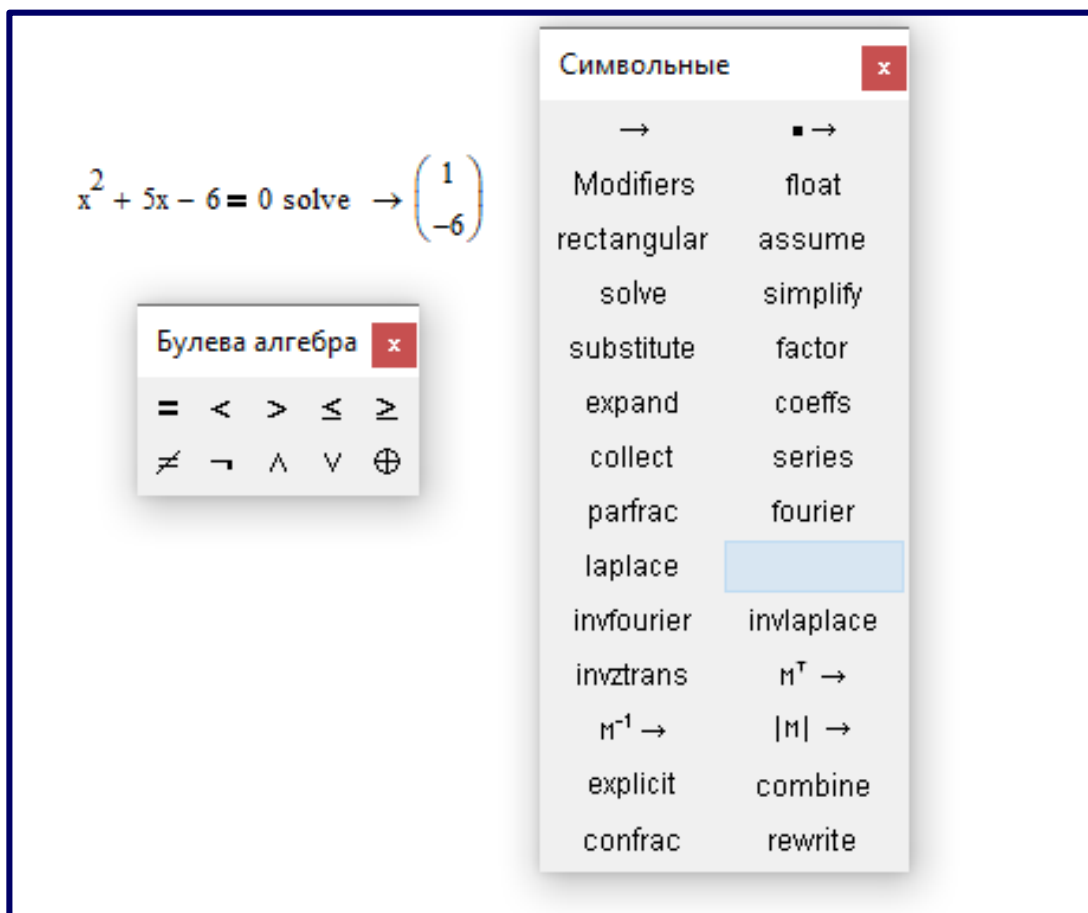 x² + 5x − 6 = 0 solve → (1
−6)
Булева алгебра x
= < > ≤ ≥
≠ ¬ ∧ ∨ ⊕
Символьные x
→ ▪ →
Modifiers float
rectangular assume
solve simplify
substitute factor
expand coeffs
collect series
parfrac fourier
laplace
invfourier invlaplace
invztrans Mᵀ →
M⁻¹ → |M| →
explicit combine
confrac rewrite